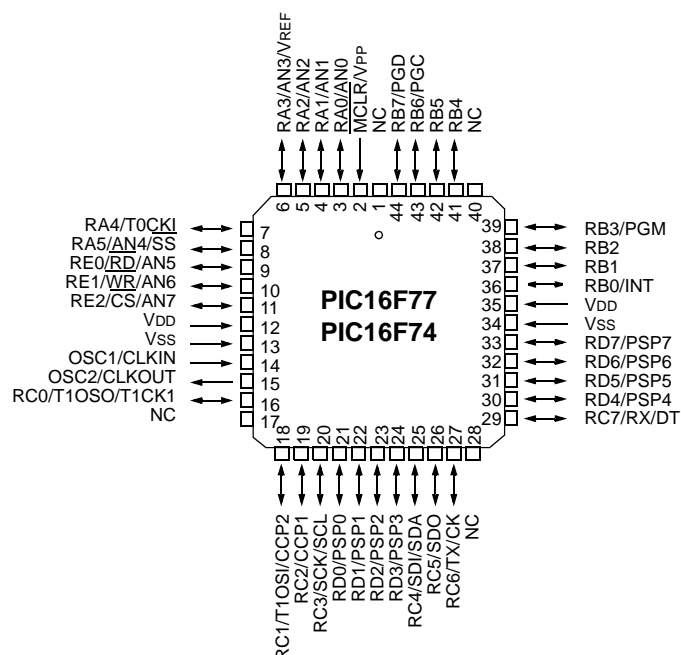 RA3/AN3/VREF
RA2/AN2
RA1/AN1
RA0/AN0
MCLR/VPP
NC
RB7/PGD
RB6/PGC
RB5
RB4
NC
6
5
4
3
2
1
44
43
42
41
40
RA4/T0CKI
RA5/AN4/SS
RE0/RD/AN5
RE1/WR/AN6
RE2/CS/AN7
VDD
VSS
OSC1/CLKIN
OSC2/CLKOUT
RC0/T1OSO/T1CK1
NC
7
8
9
10
11
12
13
14
15
16
17
PIC16F77
PIC16F74
39
38
37
36
35
34
33
32
31
30
29
RB3/PGM
RB2
RB1
RB0/INT
VDD
VSS
RD7/PSP7
RD6/PSP6
RD5/PSP5
RD4/PSP4
RC7/RX/DT
18
19
20
21
22
23
24
25
26
27
28
RC1/T1OSI/CCP2
RC2/CCP1
RC3/SCK/SCL
RD0/PSP0
RD1/PSP1
RD2/PSP2
RD3/PSP3
RC4/SDI/SDA
RC5/SDO
RC6/TX/CK
NC